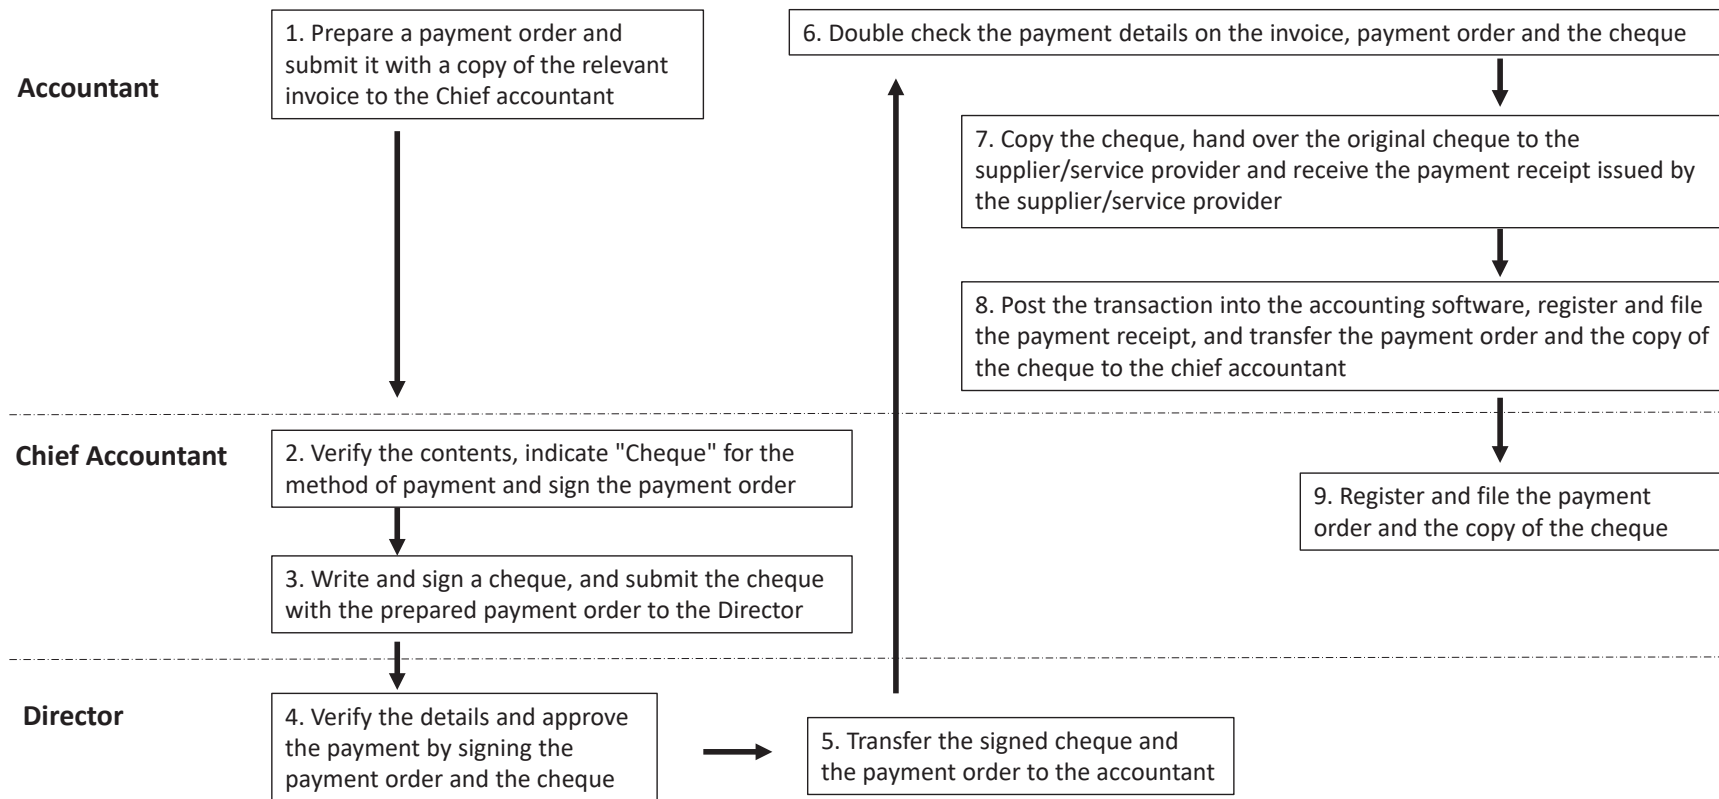 Accountant
1. Prepare a payment order and
submit it with a copy of the relevant
invoice to the Chief accountant
Chief Accountant
2. Verify the contents, indicate "Cheque" for the
method of payment and sign the payment order
3. Write and sign a cheque, and submit the cheque
with the prepared payment order to the Director
Director
4. Verify the details and approve
the payment by signing the
payment order and the cheque
5. Transfer the signed cheque and
the payment order to the accountant
6. Double check the payment details on the invoice, payment order and the cheque
7. Copy the cheque, hand over the original cheque to the
supplier/service provider and receive the payment receipt issued by
the supplier/service provider
8. Post the transaction into the accounting software, register and file
the payment receipt, and transfer the payment order and the copy of
the cheque to the chief accountant
9. Register and file the payment
order and the copy of the cheque